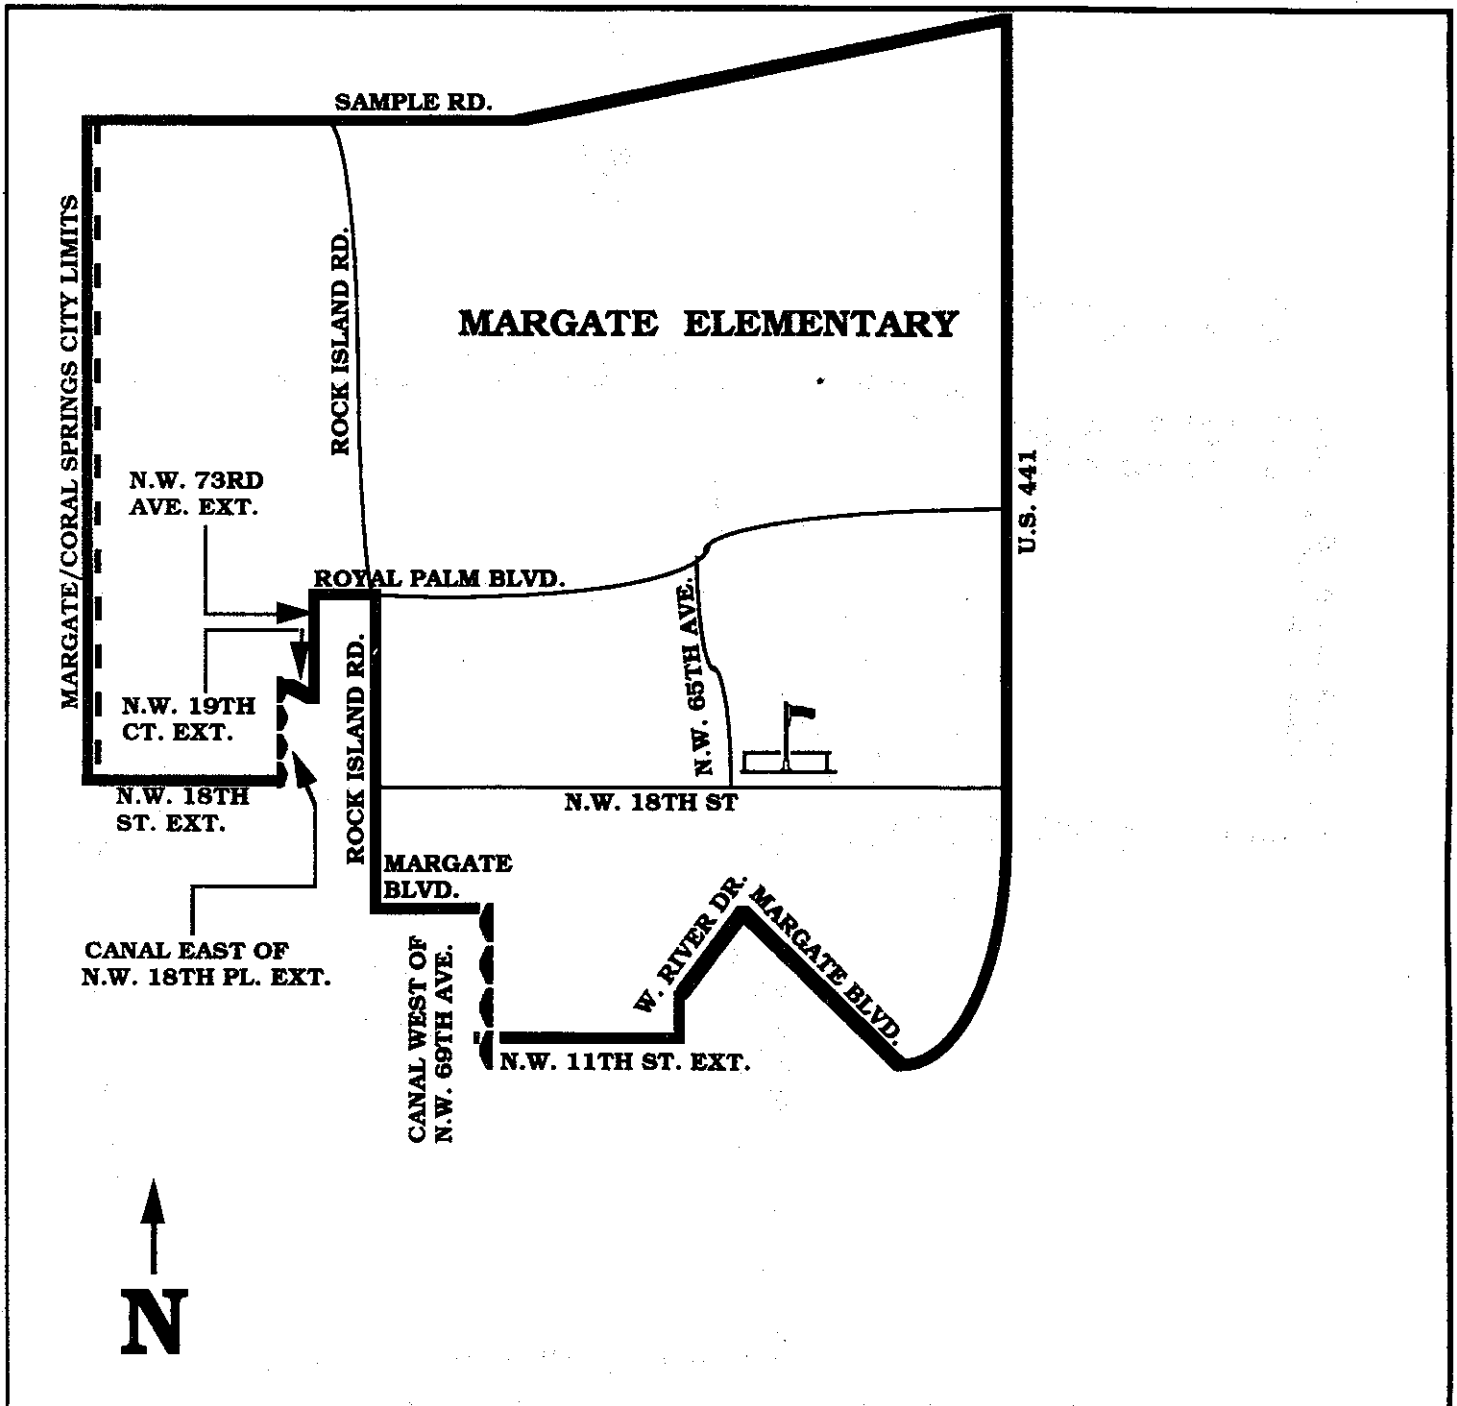 SAMPLE RD.
MARGATE/CORAL SPRINGS CITY LIMITS
ROCK ISLAND RD.
MARGATE ELEMENTARY
U.S. 441
N.W. 73RD
AVE. EXT.
ROYAL PALM BLVD.
N.W. 65TH AVE.
ROCK ISLAND RD.
N.W. 19TH
CT. EXT.
N.W. 18TH
ST. EXT.
N.W. 18TH ST
MARGATE
BLVD.
W. RIVER DR.
MARGATE BLVD.
CANAL EAST OF
N.W. 18TH PL. EXT.
CANAL WEST OF
N.W. 69TH AVE.
N.W. 11TH ST. EXT.
N